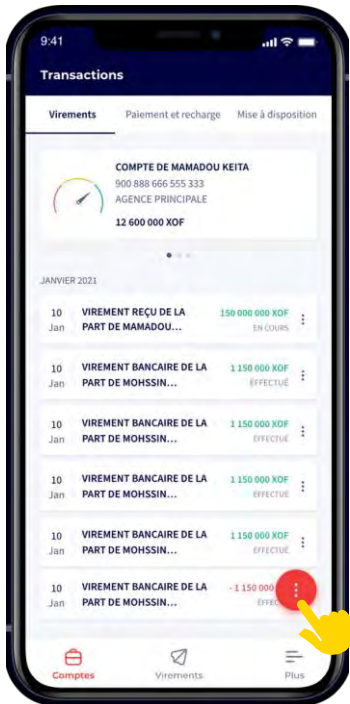 9:41
Transactions
Virements Paiement et recharge Mise à disposition
COMPTE DE MAMADOU KEITA
900 888 666 555 333
AGENCE PRINCIPALE
12 600 000 XOF
JANVIER 2021
10 VIREMENT REÇU DE LA 150 000 000 XOF
Jan PART DE MAMADOU... EN COURS
10 VIREMENT BANCAIRE DE LA 1 150 000 XOF
Jan PART DE MOHSSIN... EFFECTUÉ
10 VIREMENT BANCAIRE DE LA 1 150 000 XOF
Jan PART DE MOHSSIN... EFFECTUÉ
10 VIREMENT BANCAIRE DE LA 1 150 000 XOF
Jan PART DE MOHSSIN... EFFECTUÉ
10 VIREMENT BANCAIRE DE LA 1 150 000 XOF
Jan PART DE MOHSSIN... EFFECTUÉ
10 VIREMENT BANCAIRE DE LA - 1 150 000
Jan PART DE MOHSSIN...
Comptes Virements Plus